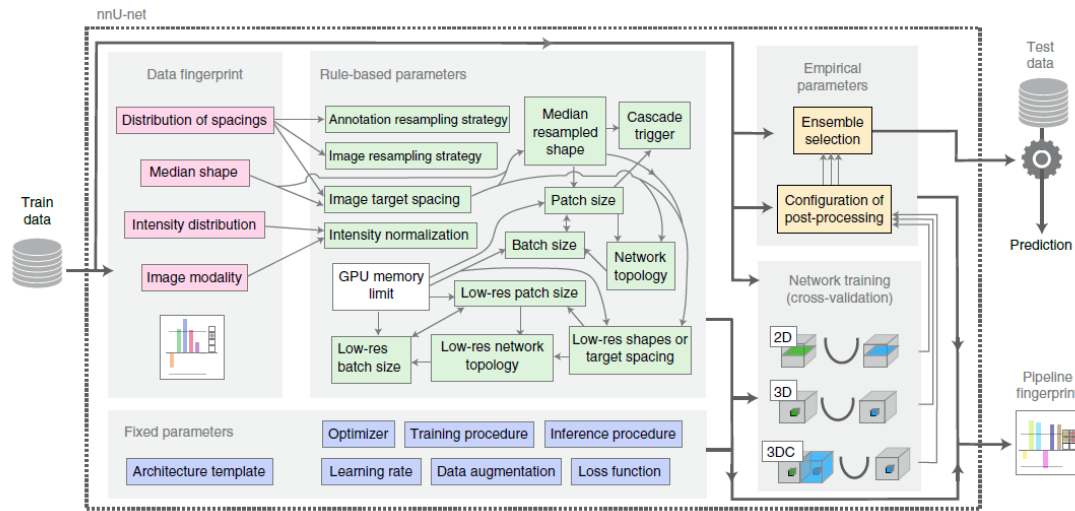 nnU-net
Train
data
Data fingerprint
Distribution of spacings
Median shape
Intensity distribution
Image modality
Rule-based parameters
Annotation resampling strategy
Image resampling strategy
Image target spacing
Intensity normalization
Median
resampled
shape
Cascade
trigger
Patch size
Batch size
Network
topology
GPU memory
limit
Low-res patch size
Low-res
batch size
Low-res network
topology
Low-res shapes or
target spacing
Fixed parameters
Architecture template
Optimizer
Training procedure
Inference procedure
Learning rate
Data augmentation
Loss function
Empirical
parameters
Ensemble
selection
Configuration of
post-processing
Network training
(cross-validation)
2D
3D
3DC
Test
data
Prediction
Pipeline
fingerprint